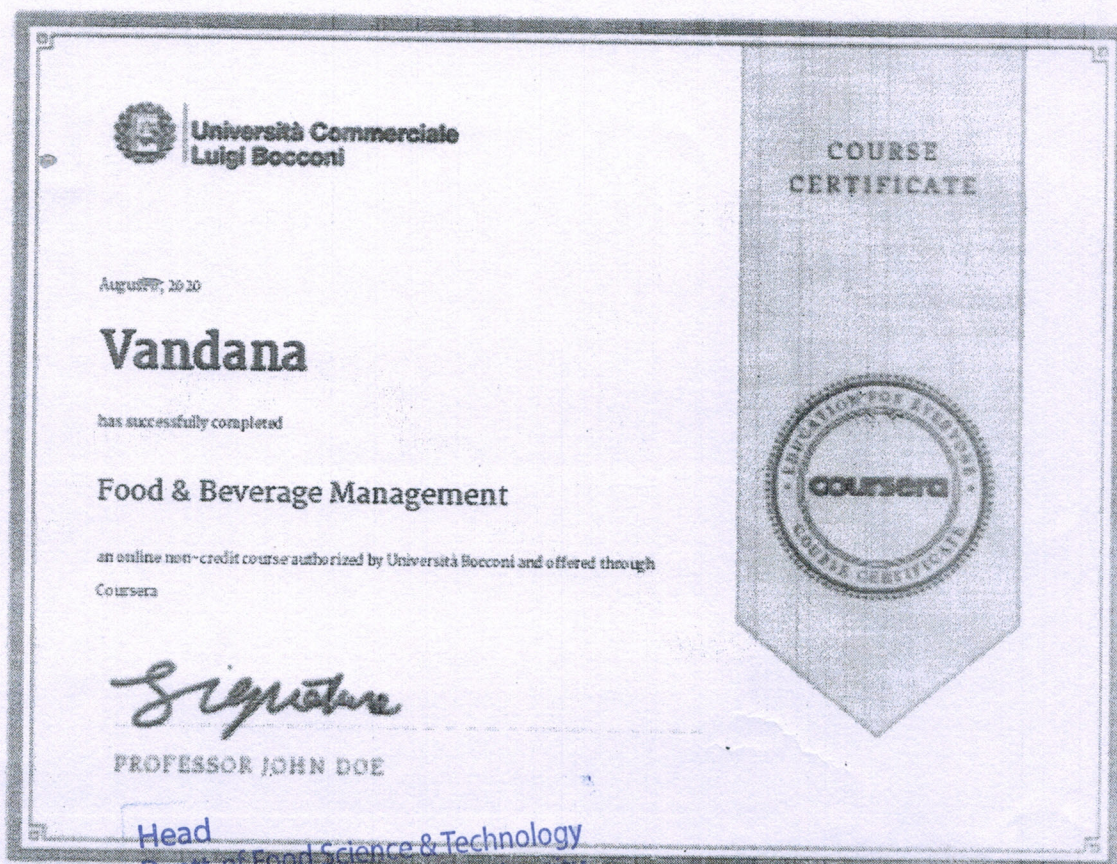 Università Commerciale
Luigi Bocconi
COURSE
CERTIFICATE
2020
Vandana
has successfully completed
Food & Beverage Management
an online non-credit course authorized by Università Bocconi and offered through
Coursera
EDUCATION FOR EVERYONE
coursera
COURSE CERTIFICATE
Signature
PROFESSOR JOHN DOE
Head
of Food Science & Technology